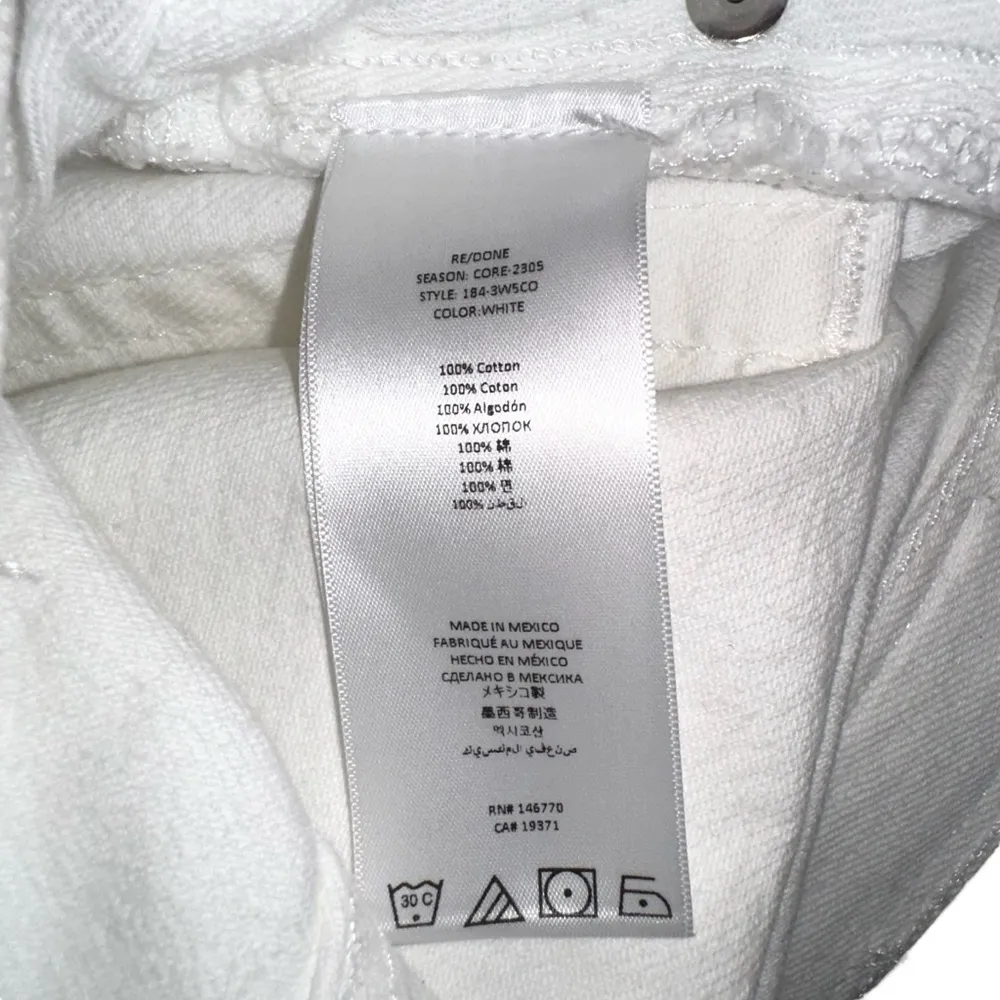 RE/DONE
SEASON: CORE-2305
STYLE: 184-3W5CO
COLOR:WHITE
100% Cotton
100% Coton
100% Algodón
100% ХЛОПОК
100% 綿
100% 棉
100% 면
100% نطقل
MADE IN MEXICO
FABRIQUÉ AU MEXIQUE
HECHO EN MÉXICO
СДЕЛАНО В МЕКСИКА
メキシコ製
墨西哥制造
멕시코산
RN# 146770
CA# 19371
30 C